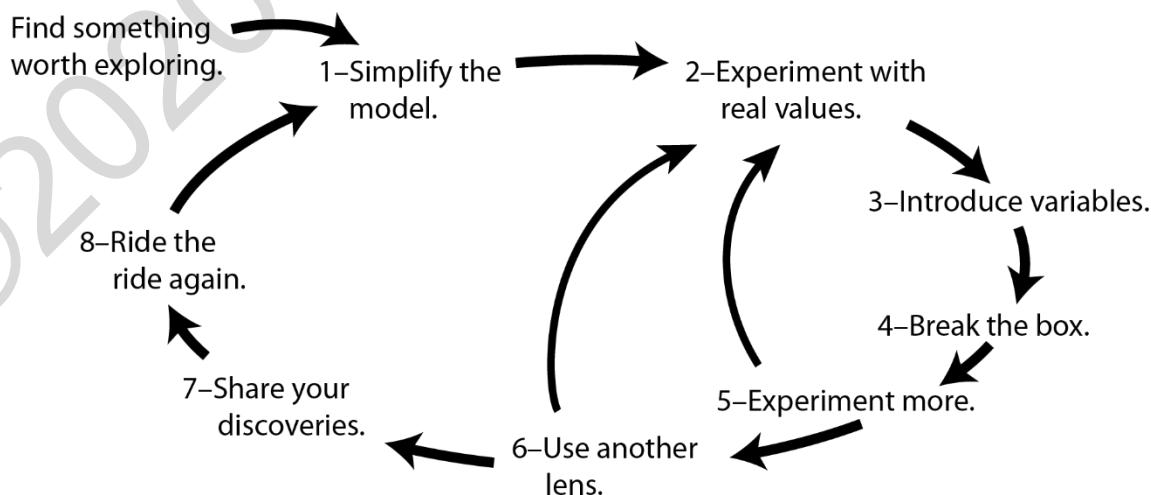 Find something
worth exploring.
1–Simplify the
model.
2–Experiment with
real values.
3–Introduce variables.
4–Break the box.
5–Experiment more.
6–Use another
lens.
7–Share your
discoveries.
8–Ride the
ride again.